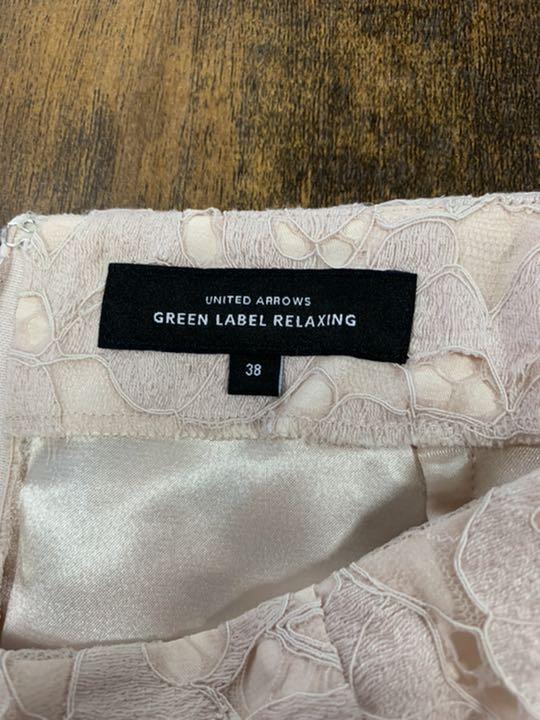 UNITED ARROWS
GREEN LABEL RELAXING
38